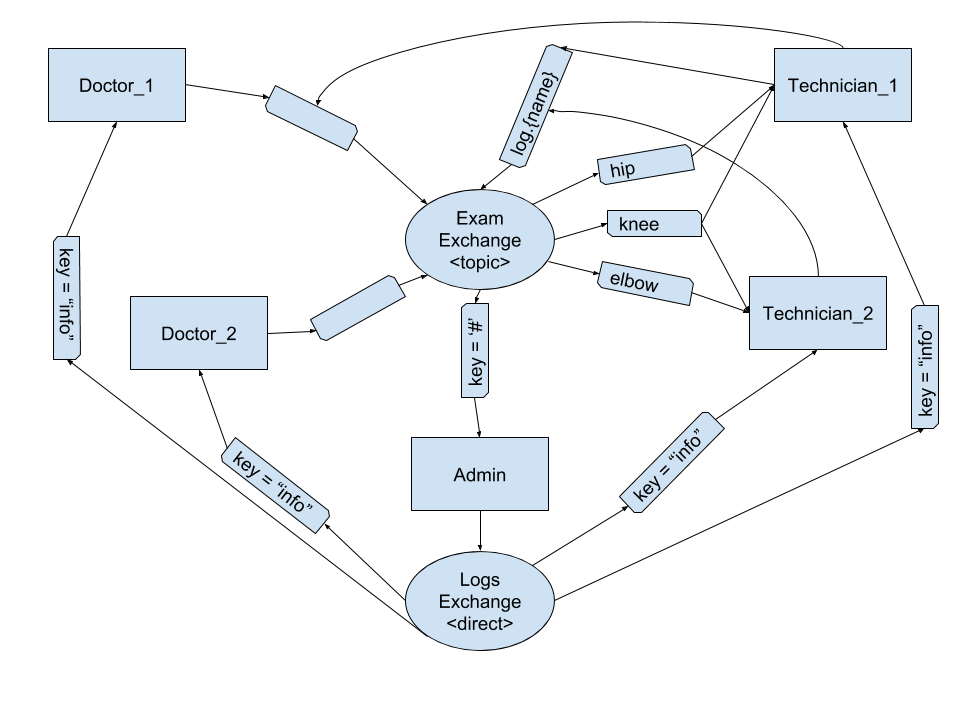 Doctor_1
Technician_1
log.{name}
hip
Exam
Exchange
<topic>
knee
elbow
key = “info”
Doctor_2
Technician_2
key = ‘#’
key = “info”
Admin
key = “info”
key = “info”
Logs
Exchange
<direct>